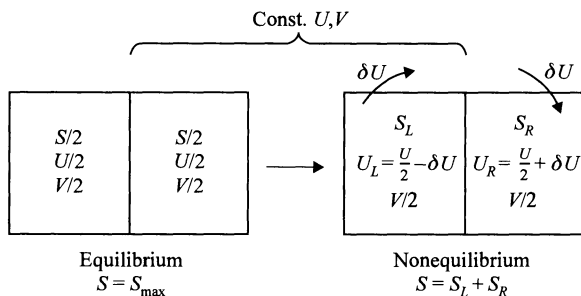 Const. U,V
δU δU
S/2 S/2 S_L S_R
U/2 U/2 U_L = U/2 − δU U_R = U/2 + δU
V/2 V/2 V/2 V/2
Equilibrium Nonequilibrium
S = S_max S = S_L + S_R